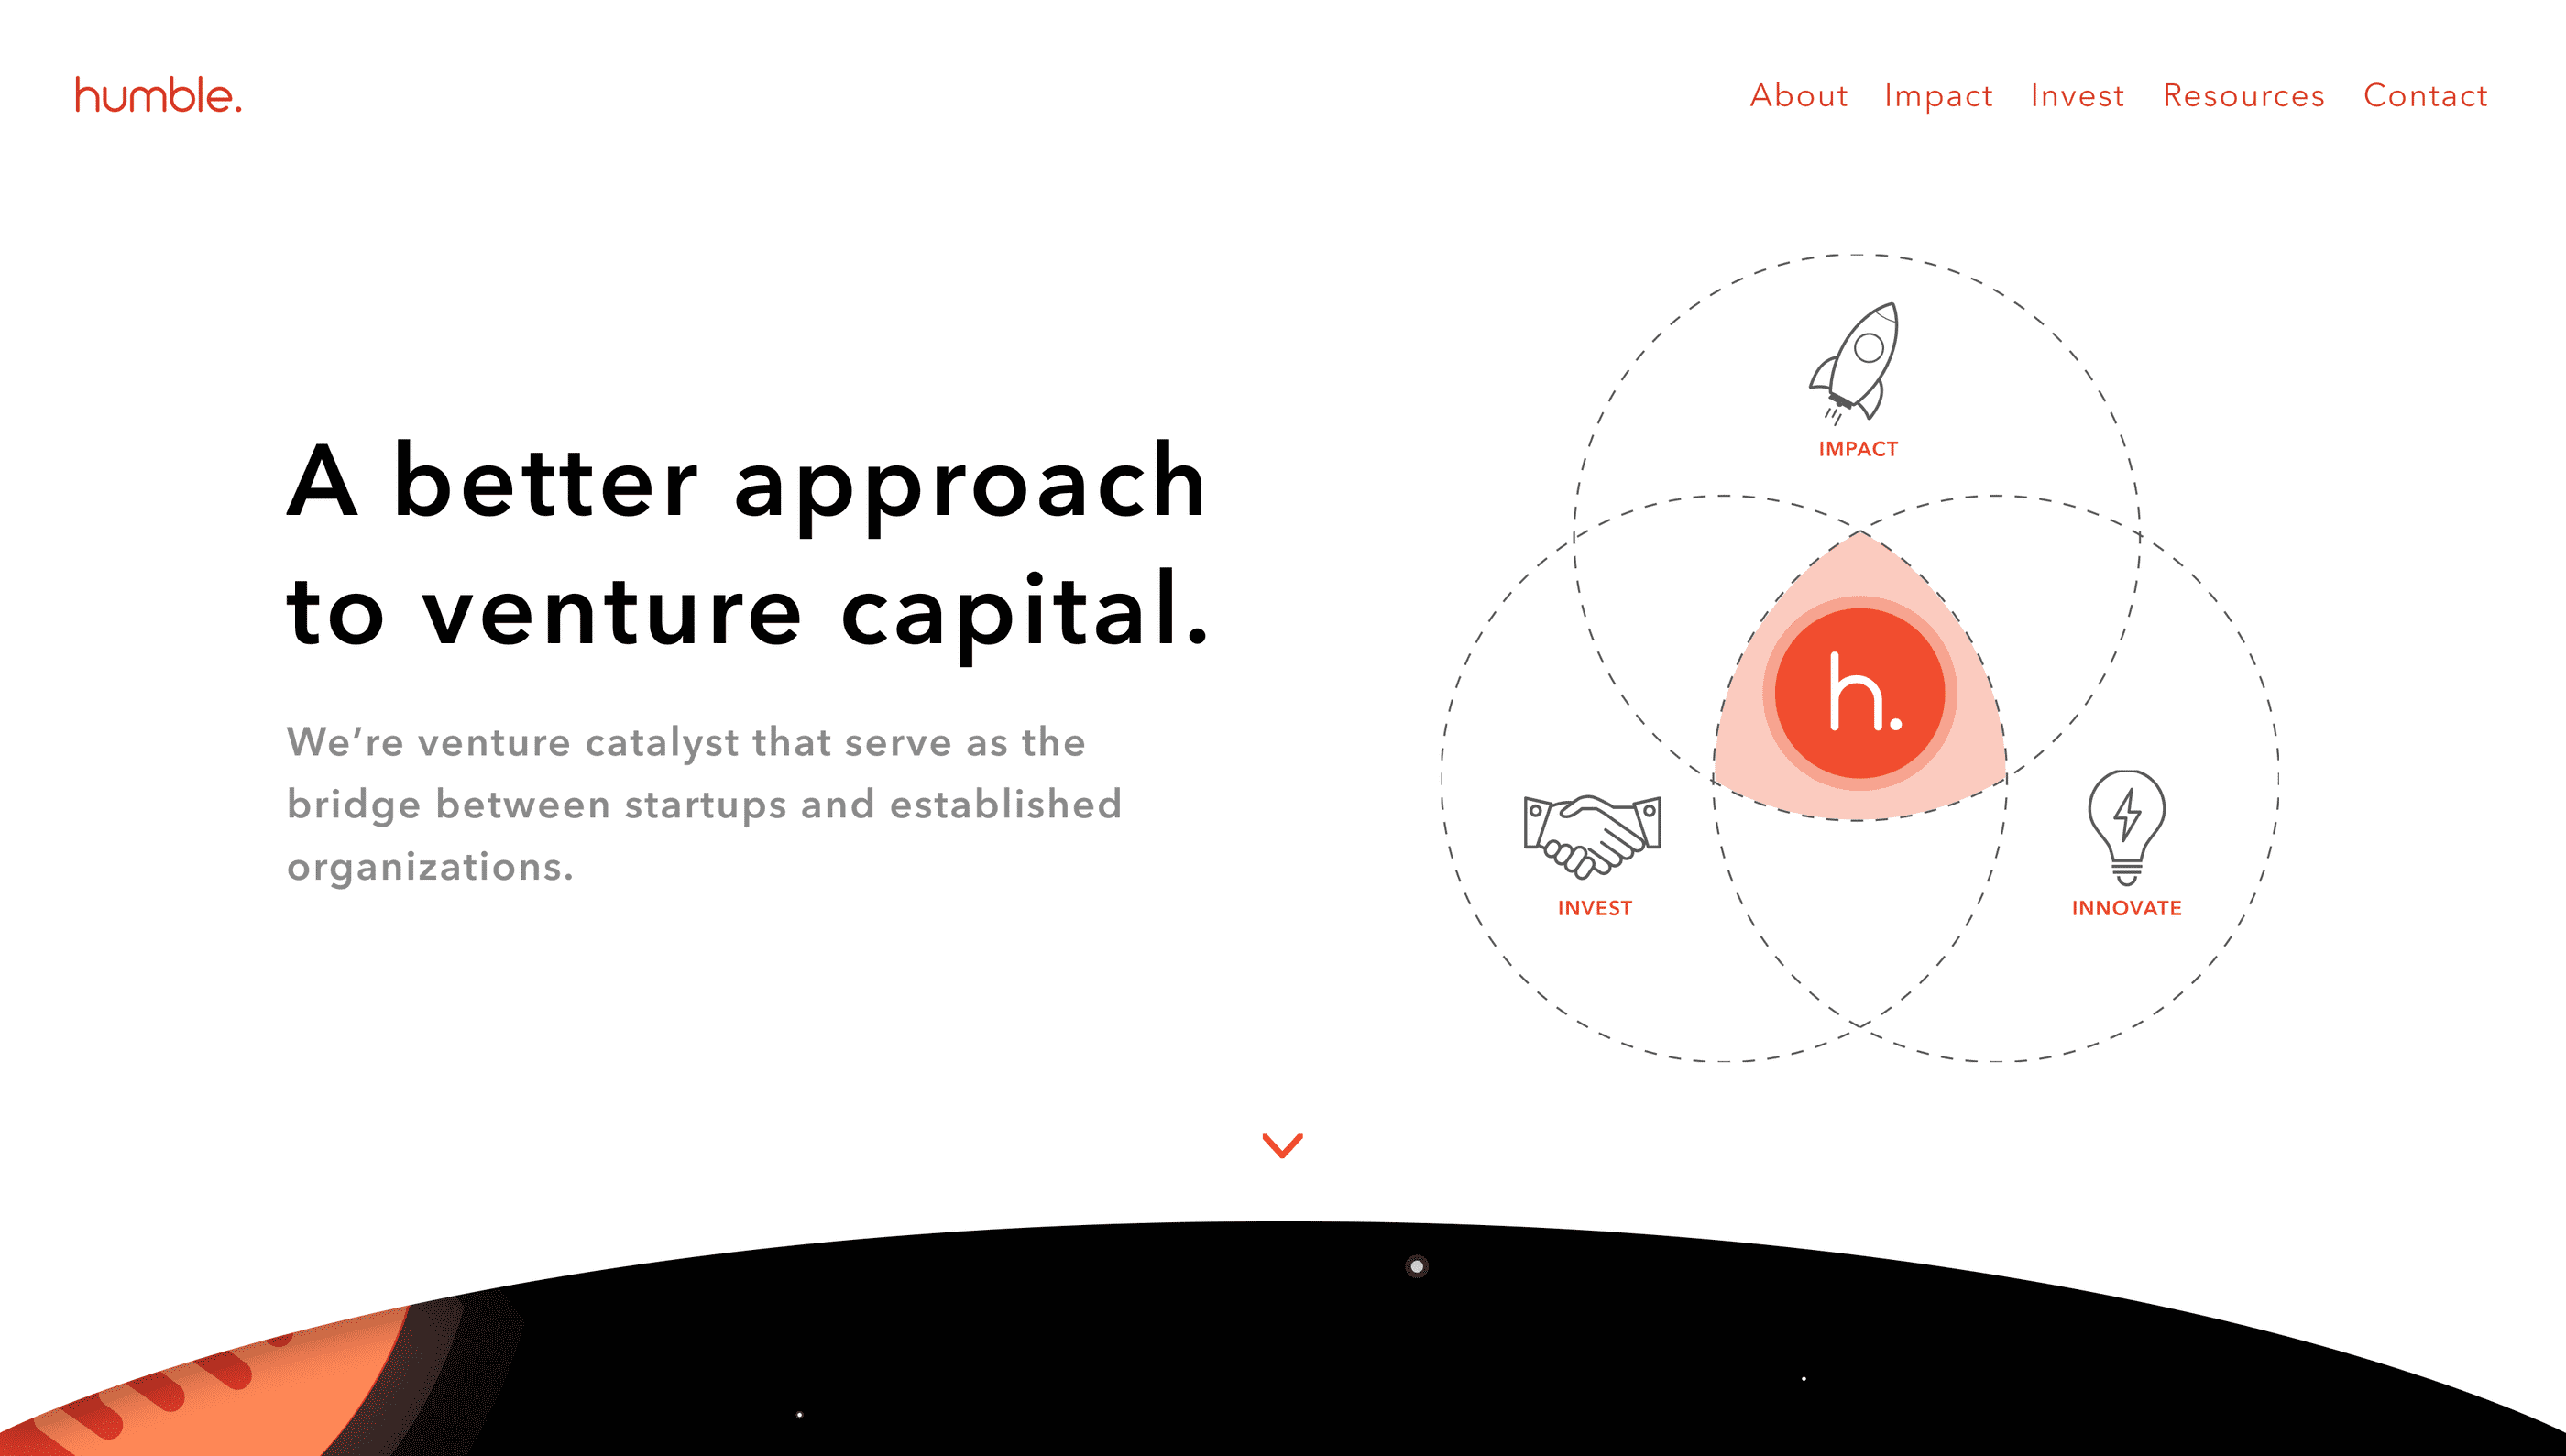 humble.
About Impact Invest Resources Contact
A better approach
to venture capital.
We’re venture catalyst that serve as the
bridge between startups and established
organizations.
IMPACT
h.
INVEST
INNOVATE